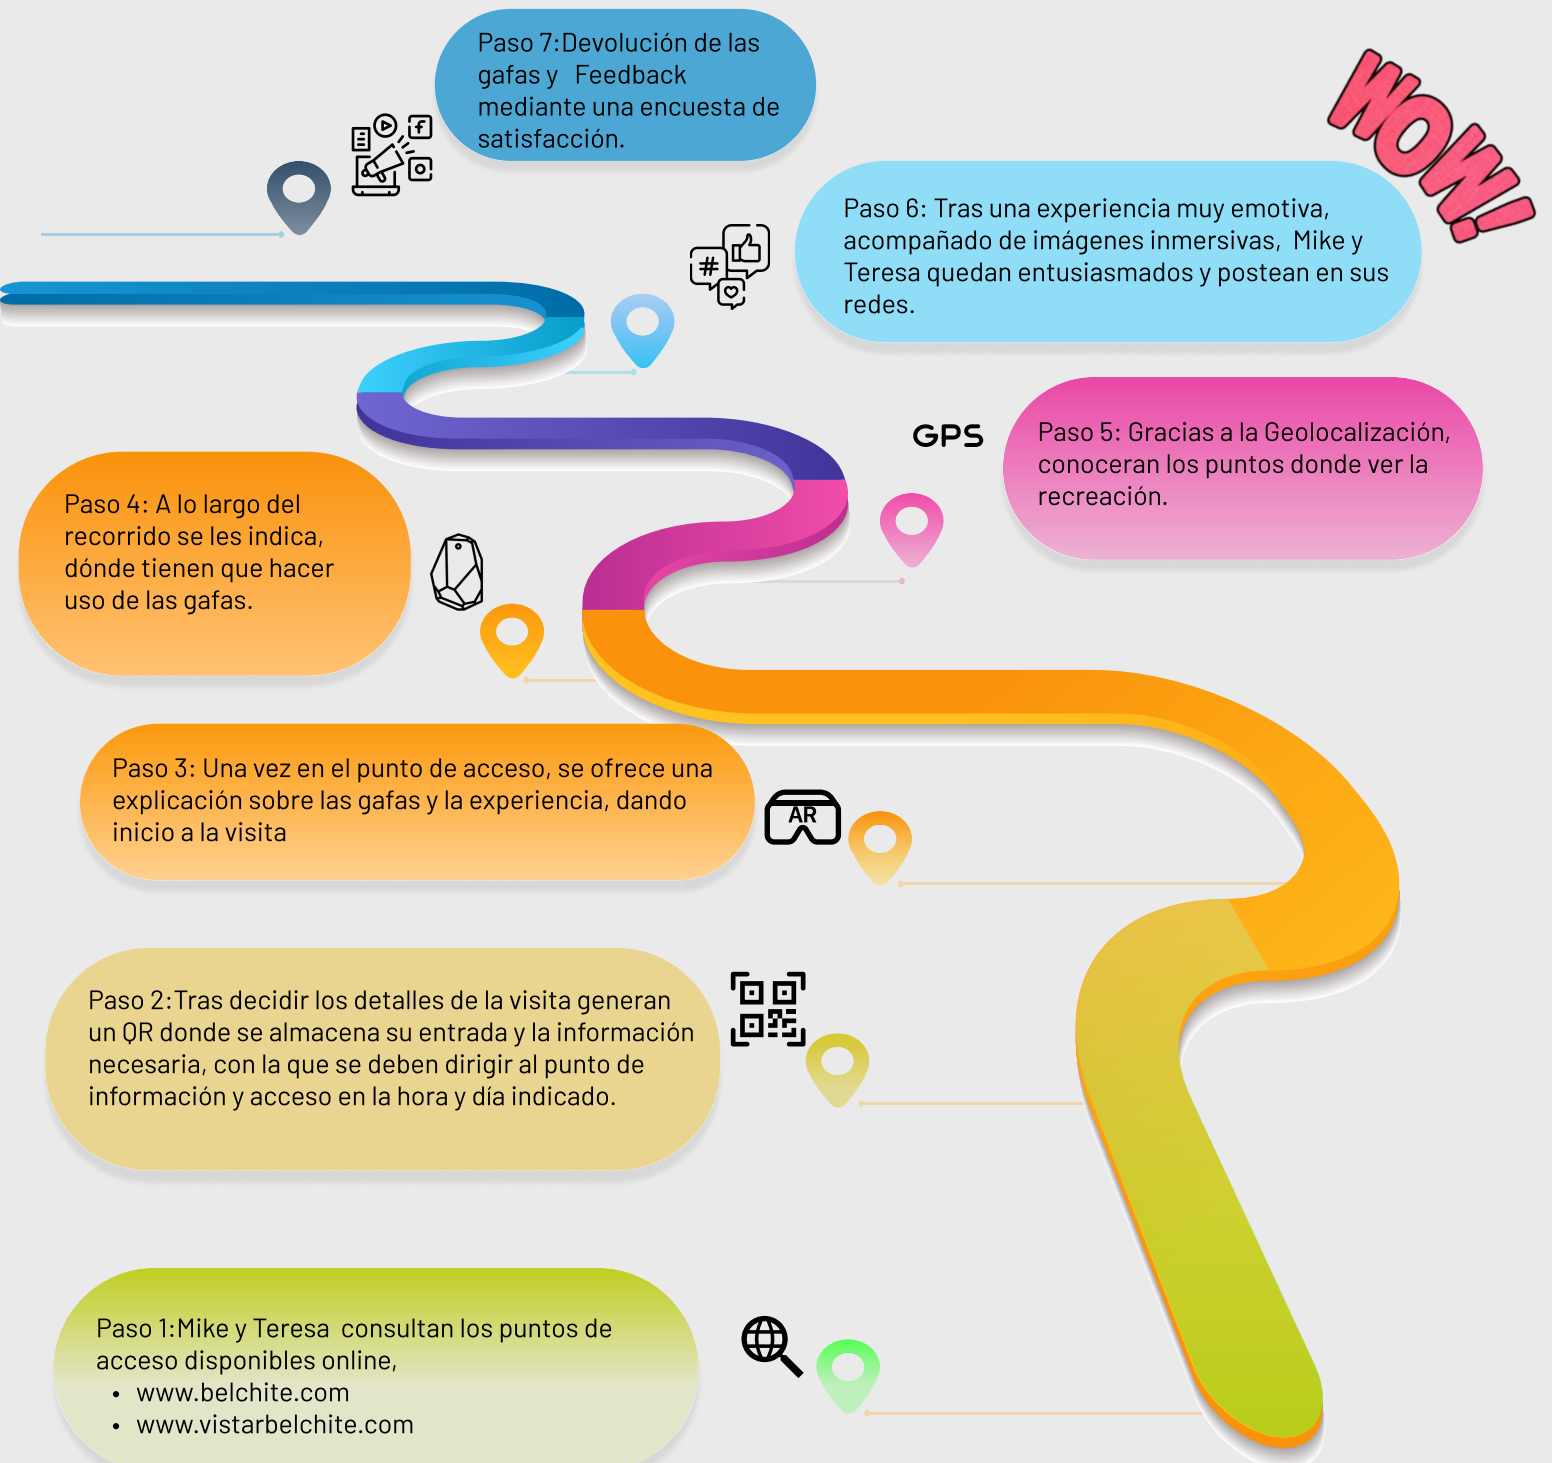 Paso 7:Devolución de las
gafas y Feedback
mediante una encuesta de
satisfacción.
WOW!
Paso 6: Tras una experiencia muy emotiva,
acompañado de imágenes inmersivas, Mike y
Teresa quedan entusiasmados y postean en sus
redes.
#
f
GPS
Paso 5: Gracias a la Geolocalización,
conoceran los puntos donde ver la
recreación.
Paso 4: A lo largo del
recorrido se les indica,
dónde tienen que hacer
uso de las gafas.
Paso 3: Una vez en el punto de acceso, se ofrece una
explicación sobre las gafas y la experiencia, dando
inicio a la visita
AR
Paso 2:Tras decidir los detalles de la visita generan
un QR donde se almacena su entrada y la información
necesaria, con la que se deben dirigir al punto de
información y acceso en la hora y día indicado.
Paso 1:Mike y Teresa consultan los puntos de
acceso disponibles online,
• www.belchite.com
• www.vistarbelchite.com